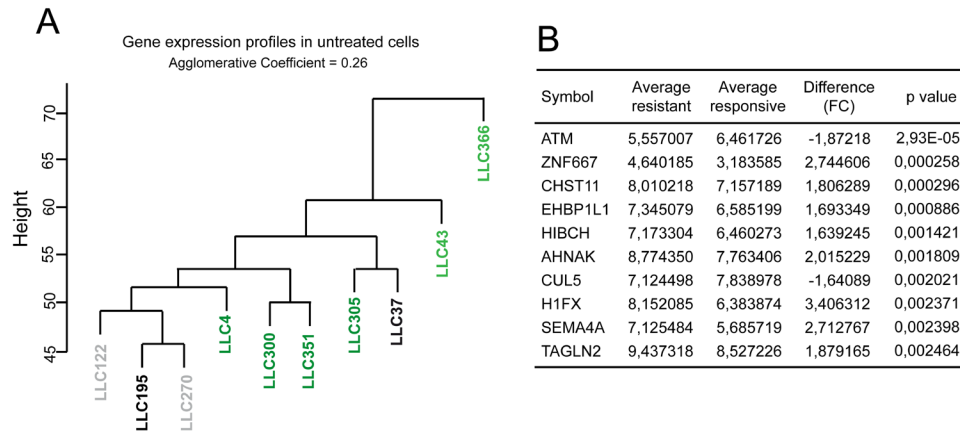 A
Gene expression profiles in untreated cells
Agglomerative Coefficient = 0.26
Height
70
65
60
55
50
45
LLC122
LLC195
LLC270
LLC4
LLC300
LLC351
LLC305
LLC37
LLC43
LLC366
B
Symbol Average resistant Average responsive Difference (FC) p value
ATM 5,557007 6,461726 -1,87218 2,93E-05
ZNF667 4,640185 3,183585 2,744606 0,000258
CHST11 8,010218 7,157189 1,806289 0,000296
EHBP1L1 7,345079 6,585199 1,693349 0,000886
HIBCH 7,173304 6,460273 1,639245 0,001421
AHNAK 8,774350 7,763406 2,015229 0,001809
CUL5 7,124498 7,838978 -1,64089 0,002021
H1FX 8,152085 6,383874 3,406312 0,002371
SEMA4A 7,125484 5,685719 2,712767 0,002398
TAGLN2 9,437318 8,527226 1,879165 0,002464